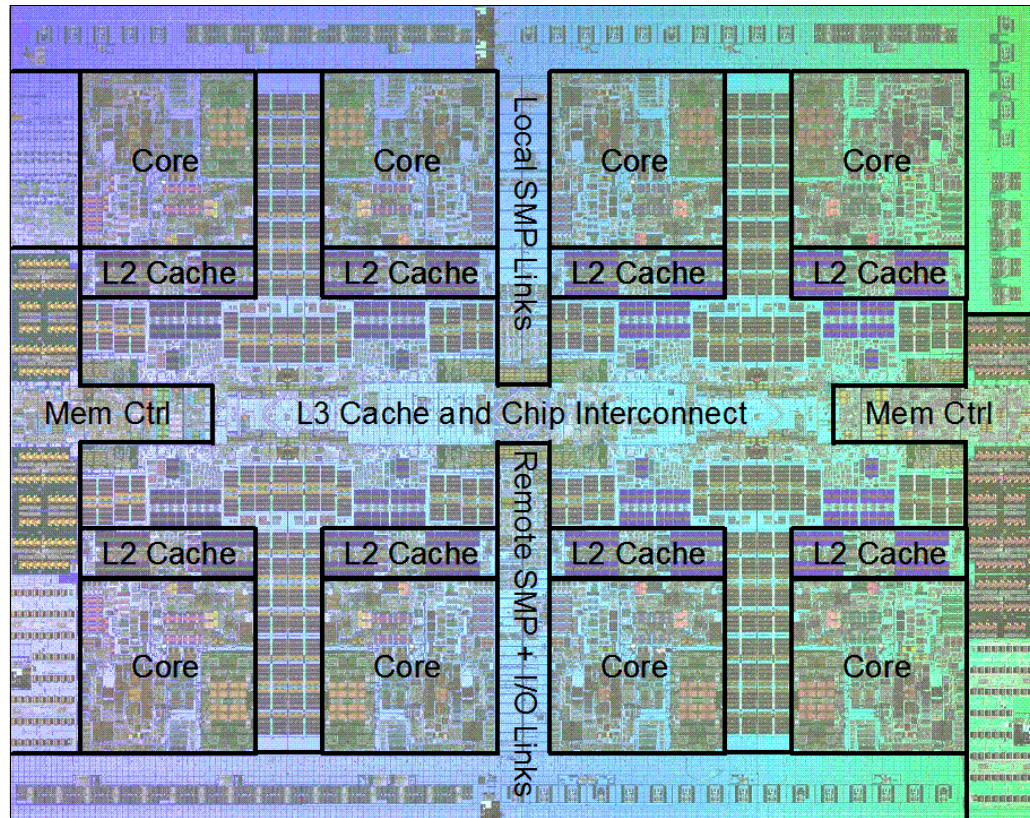 Core
Core
Core
Core
Local SMP Links
L2 Cache
L2 Cache
L2 Cache
L2 Cache
Mem Ctrl
L3 Cache and Chip Interconnect
Mem Ctrl
L2 Cache
L2 Cache
L2 Cache
L2 Cache
Remote SMP + I/O Links
Core
Core
Core
Core